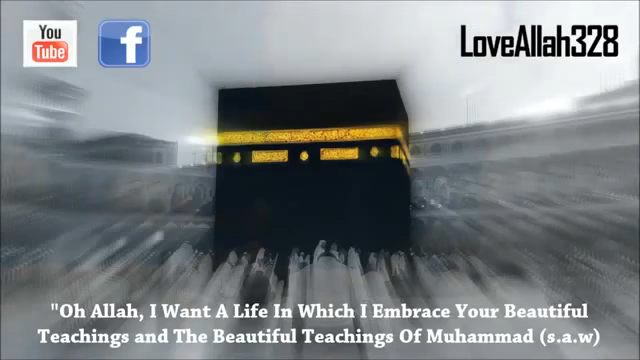 You
Tube
f
LoveAllah328
"Oh Allah, I Want A Life In Which I Embrace Your Beautiful
Teachings and The Beautiful Teachings Of Muhammad (s.a.w)